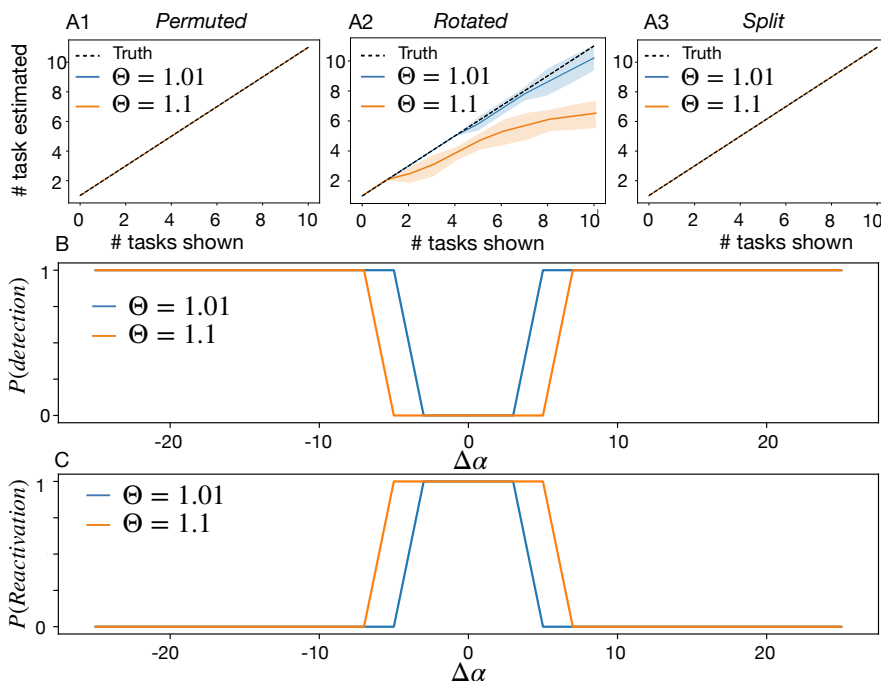 A1 Permuted
A2 Rotated
A3 Split
# task estimated
10
8
6
4
2
Truth
Θ = 1.01
Θ = 1.1
0 2 4 6 8 10
# tasks shown
10
8
6
4
2
Truth
Θ = 1.01
Θ = 1.1
0 2 4 6 8 10
# tasks shown
10
8
6
4
2
Truth
Θ = 1.01
Θ = 1.1
0 2 4 6 8 10
# tasks shown
B
P(detection)
1
0
Θ = 1.01
Θ = 1.1
-20 -10 0 10 20
Δα
C
P(Reactivation)
1
0
Θ = 1.01
Θ = 1.1
-20 -10 0 10 20
Δα